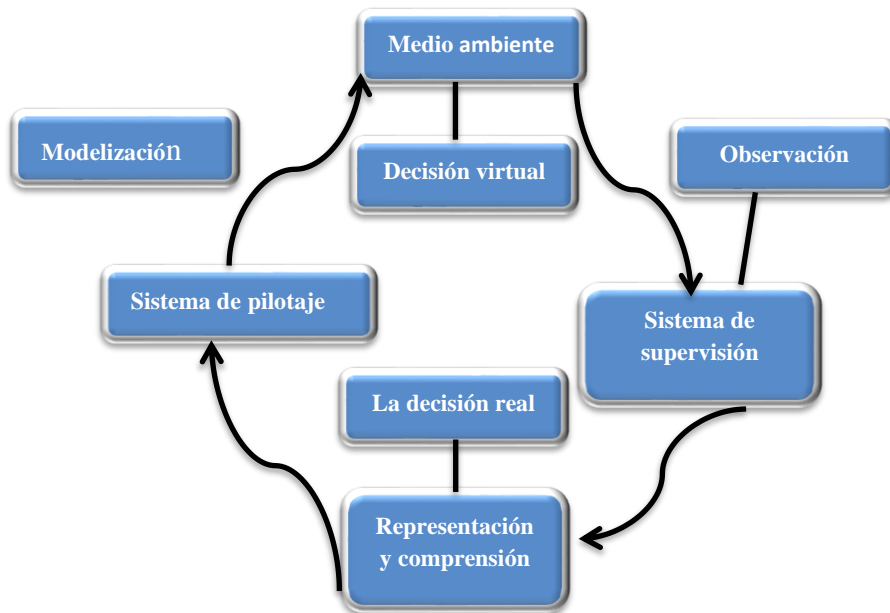 Medio ambiente
Modelización
Decisión virtual
Observación
Sistema de pilotaje
Sistema de
supervisión
La decisión real
Representación
y comprensión